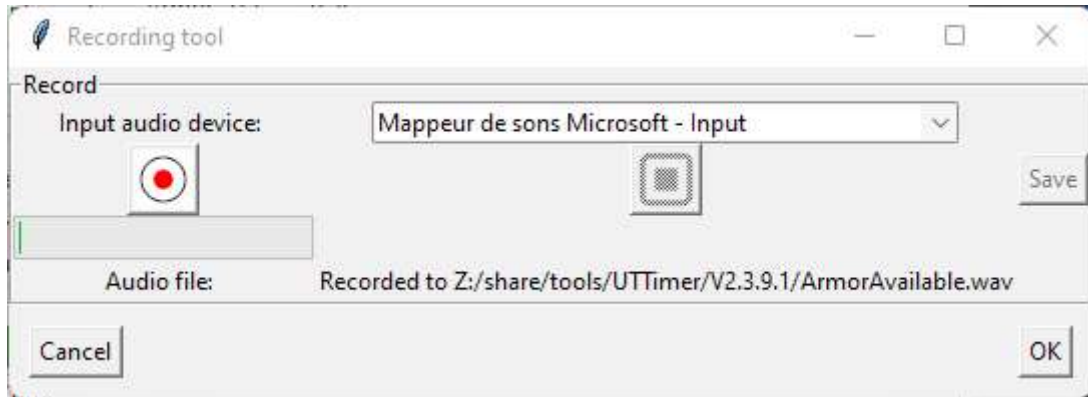 Recording tool
Record
Input audio device: Mappeur de sons Microsoft - Input
Save
Audio file: Recorded to Z:/share/tools/UTTimer/V2.3.9.1/ArmorAvailable.wav
Cancel OK